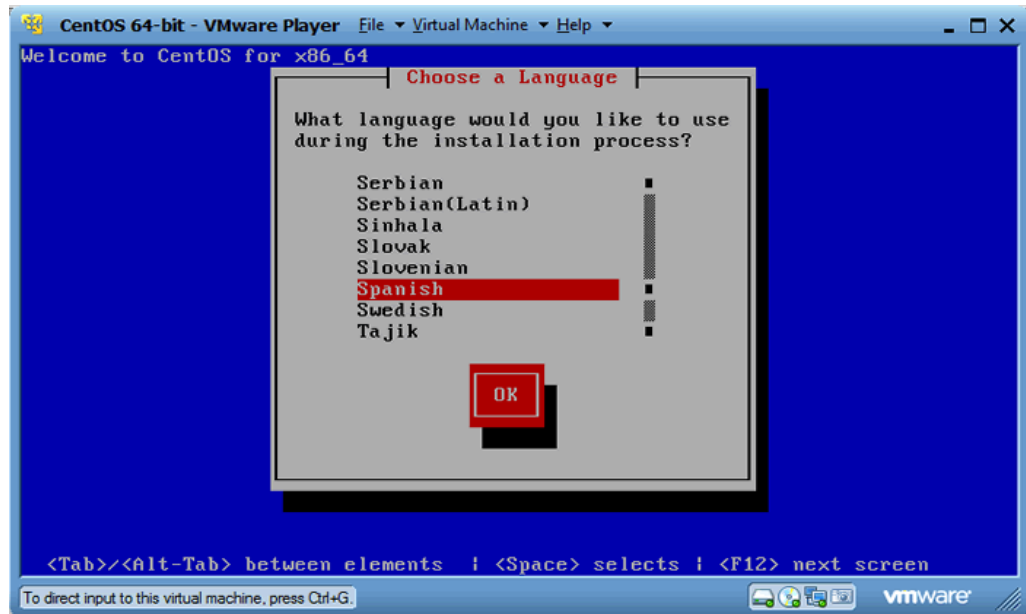 CentOS 64-bit - VMware Player File Virtual Machine Help
Welcome to CentOS for x86_64
Choose a Language
What language would you like to use
during the installation process?
Serbian
Serbian(Latin)
Sinhala
Slovak
Slovenian
Spanish
Swedish
Tajik
OK
<Tab>/<Alt-Tab> between elements | <Space> selects | <F12> next screen
To direct input to this virtual machine, press Ctrl+G.
vmware